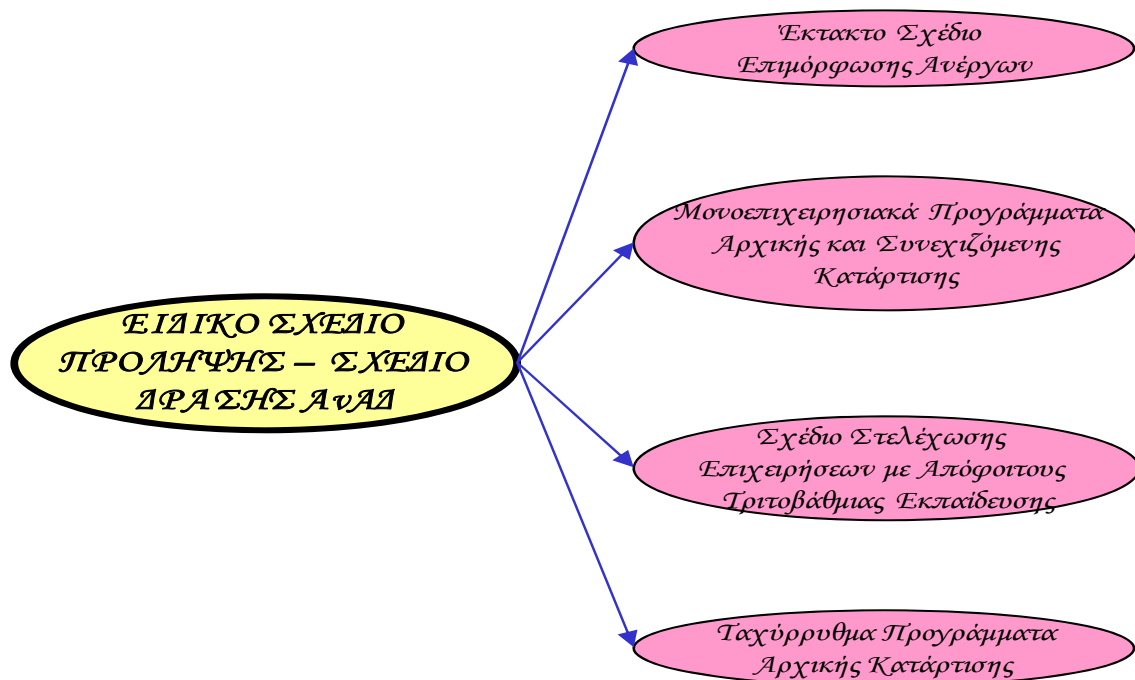 Έκτακτο Σχέδιο
Επιμόρφωσης Ανέργων
Μονοεπιχειρησιακά Προγράμματα
Αρχικής και Συνεχιζόμενης
Κατάρτισης
ΕΙΔΙΚΟ ΣΧΕΔΙΟ
ΠΡΟΛΗΨΗΣ – ΣΧΕΔΙΟ
ΔΡΑΣΗΣ ΑνΑΔ
Σχέδιο Στελέχωσης
Επιχειρήσεων με Απόφοιτους
Τριτοβάθμιας Εκπαίδευσης
Ταχύρρυθμα Προγράμματα
Αρχικής Κατάρτισης